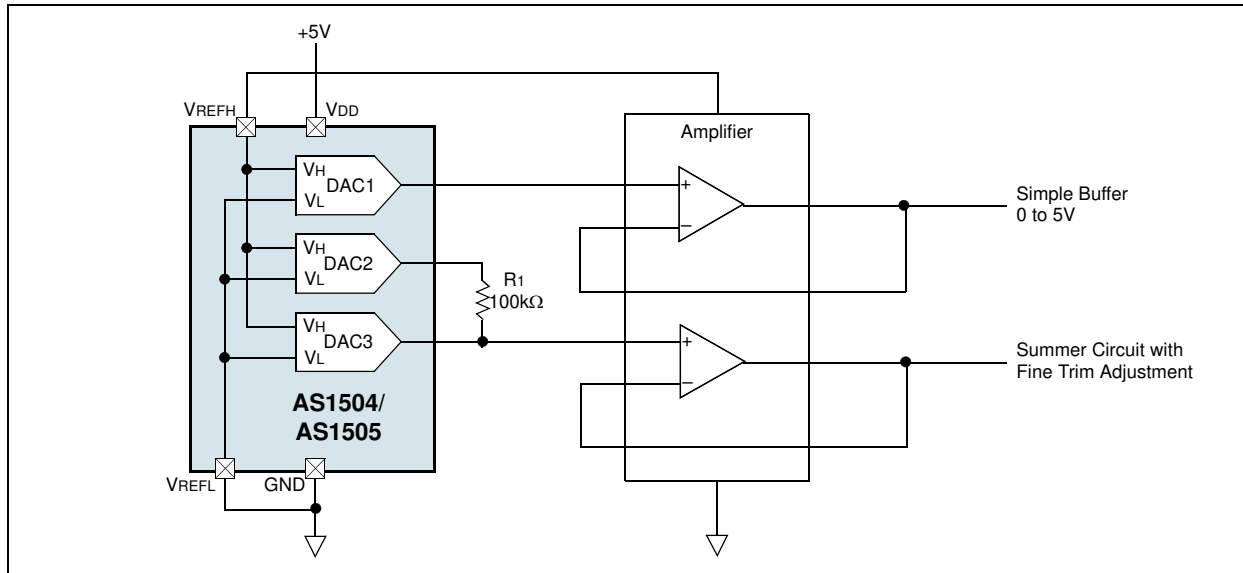 +5V
VREFH
VDD
Amplifier
VH
DAC1
VL
+
−
Simple Buffer
0 to 5V
VH
DAC2
VL
R1
100kΩ
VH
DAC3
VL
+
−
Summer Circuit with
Fine Trim Adjustment
AS1504/
AS1505
VREFL
GND